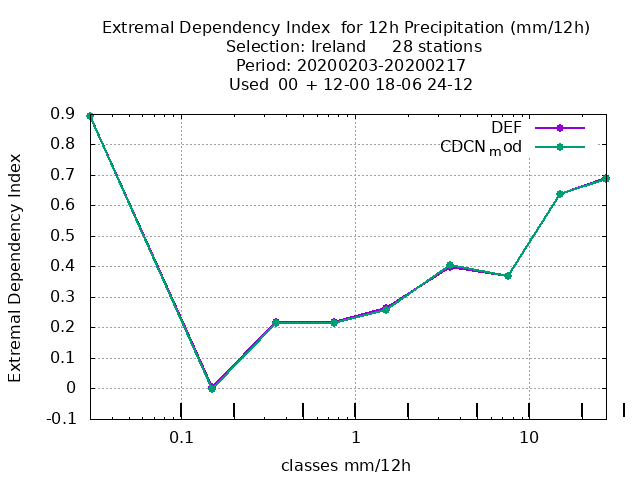 Extremal Dependency Index  for 12h Precipitation (mm/12h)
Selection: Ireland     28 stations
Period: 20200203-20200217
Used  00  + 12-00 18-06 24-12
DEF
CDCN_mod
Extremal Dependency Index
0.9
0.8
0.7
0.6
0.5
0.4
0.3
0.2
0.1
0
-0.1
0.1
1
10
classes mm/12h